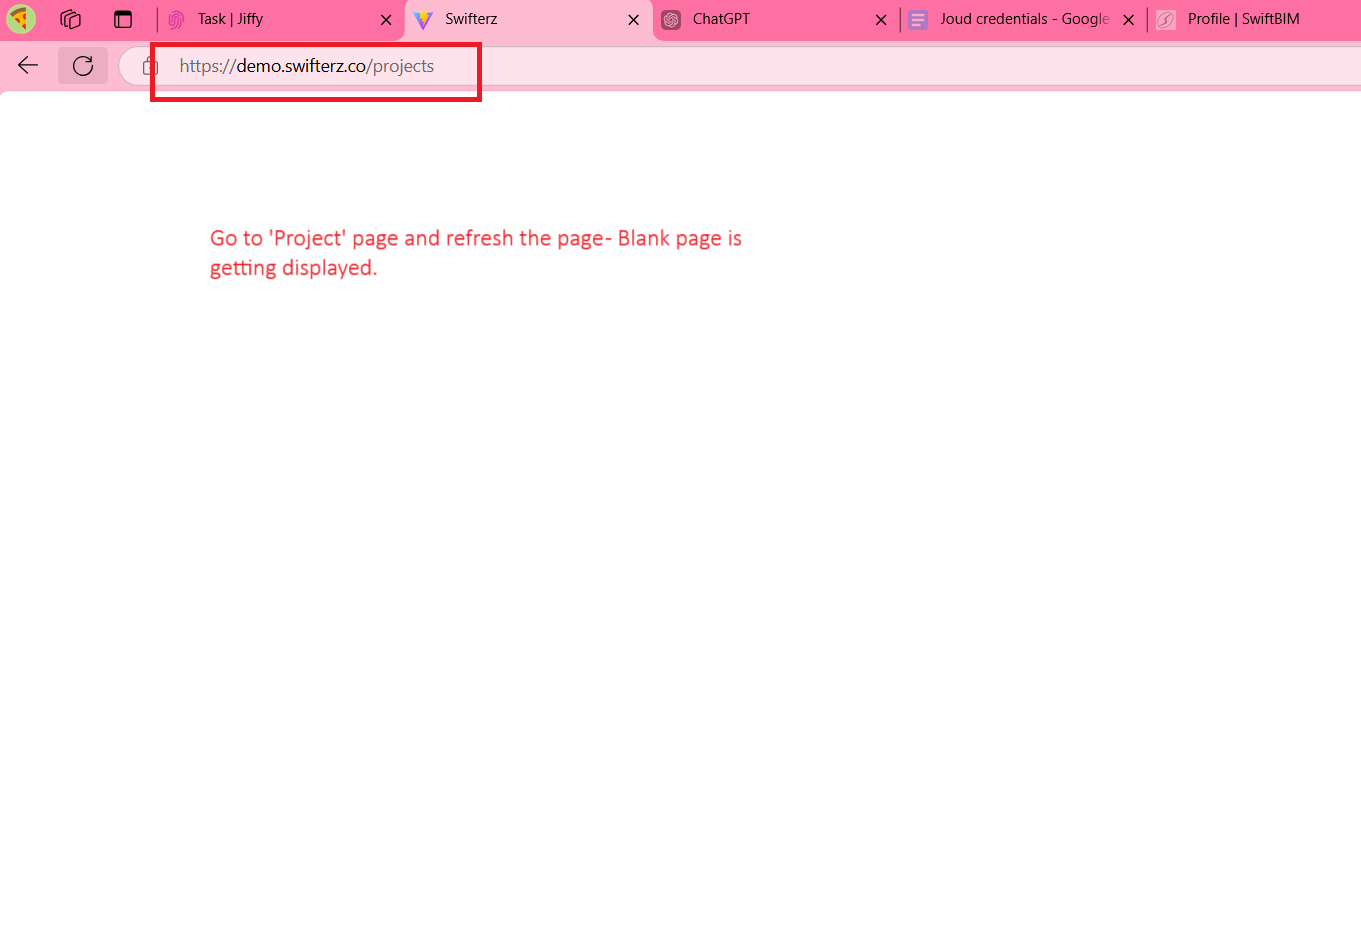 Task | Jiffy
Swifterz
ChatGPT
Joud credentials - Google
Profile | SwiftBIM
https://demo.swifterz.co/projects
Go to 'Project' page and refresh the page- Blank page is
getting displayed.